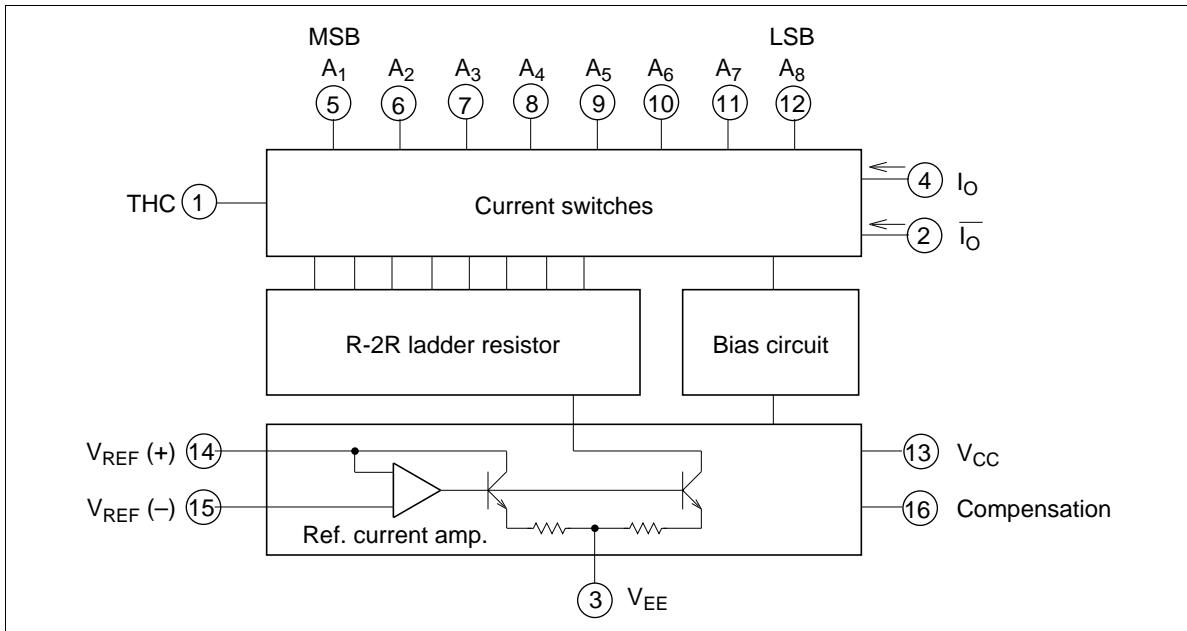 MSB LSB
A1 A2 A3 A4 A5 A6 A7 A8
5 6 7 8 9 10 11 12
THC 1 Current switches 4 IO
2 I̅O̅
R-2R ladder resistor Bias circuit
VREF (+) 14 13 VCC
VREF (–) 15 16 Compensation
Ref. current amp.
3 VEE